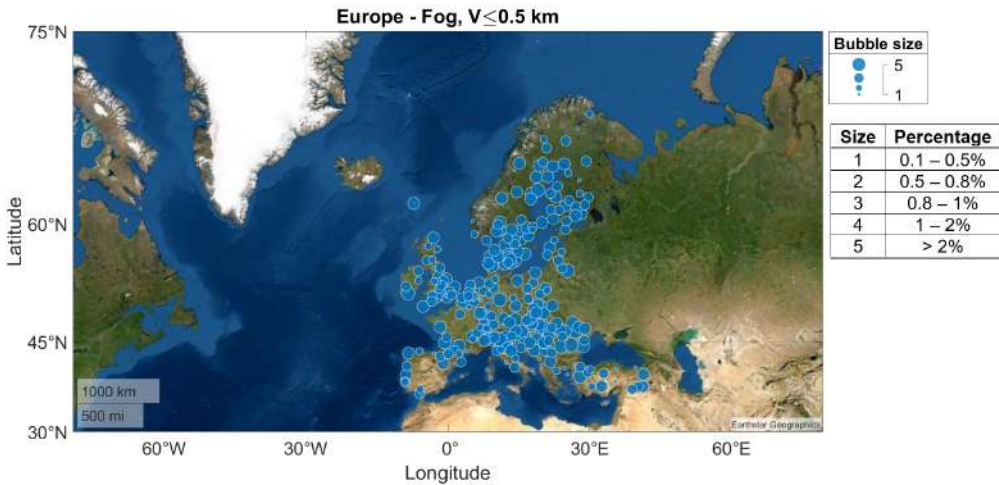 Europe - Fog, V≤0.5 km
75°N
60°N
45°N
30°N
Latitude
60°W
30°W
0°
30°E
60°E
Longitude
1000 km
500 mi
Earthstar Geographics
Bubble size
5
1
Size Percentage
1 0.1 – 0.5%
2 0.5 – 0.8%
3 0.8 – 1%
4 1 – 2%
5 > 2%